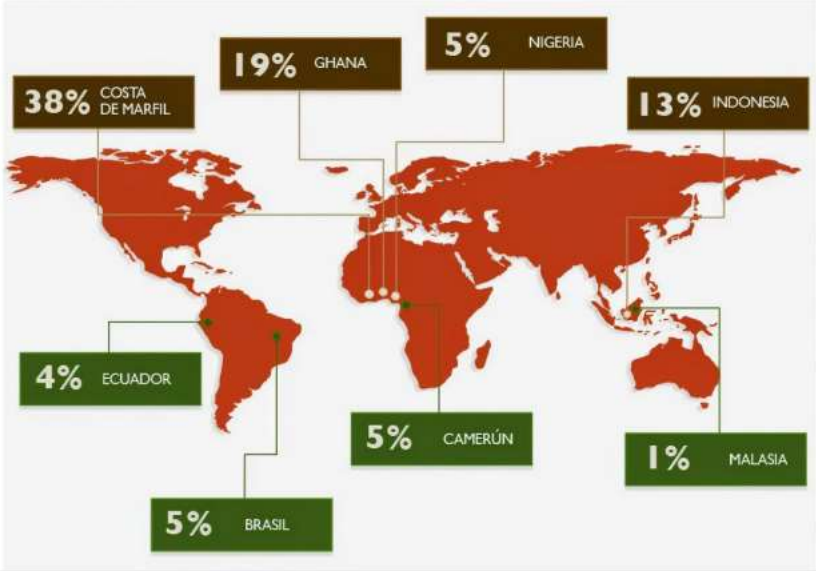 5% NIGERIA
19% GHANA
38% COSTA
DE MARFIL
13% INDONESIA
4% ECUADOR
5% CAMERÚN
1% MALASIA
5% BRASIL